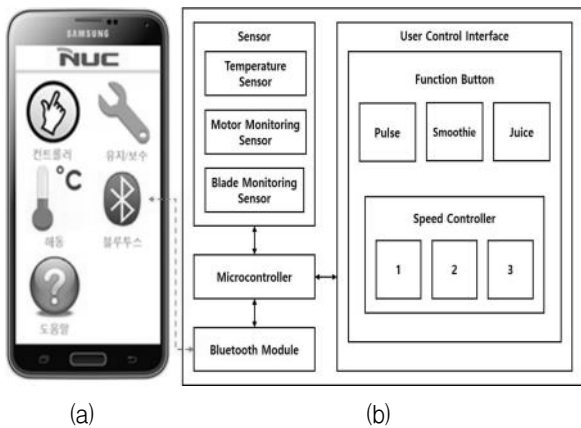 SAMSUNG
NUC
컨트롤러
유지/보수
°C
해동
블루투스
?
도움말
(a)
Sensor
Temperature
Sensor
Motor Monitoring
Sensor
Blade Monitoring
Sensor
Microcontroller
Bluetooth Module
User Control Interface
Function Button
Pulse
Smoothie
Juice
Speed Controller
1
2
3
(b)